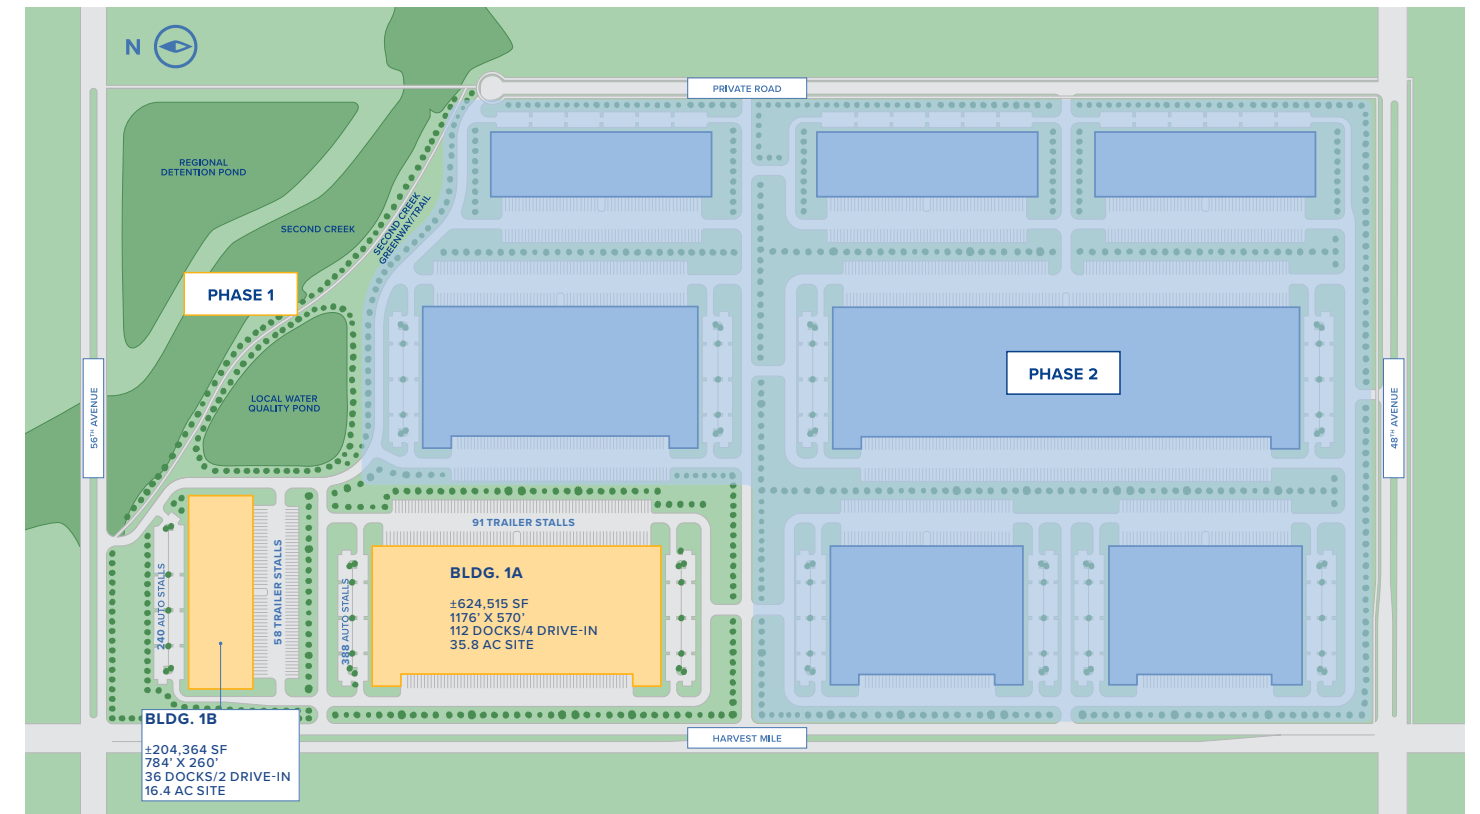 N
PRIVATE ROAD
REGIONAL
DETENTION POND
SECOND CREEK
SECOND CREEK
GREENWAY/TRAIL
PHASE 1
LOCAL WATER
QUALITY POND
56TH AVENUE
PHASE 2
48TH AVENUE
91 TRAILER STALLS
240 AUTO STALLS
58 TRAILER STALLS
388 AUTO STALLS
BLDG. 1A
±624,515 SF
1176’ X 570’
112 DOCKS/4 DRIVE-IN
35.8 AC SITE
BLDG. 1B
±204,364 SF
784’ X 260’
36 DOCKS/2 DRIVE-IN
16.4 AC SITE
HARVEST MILE